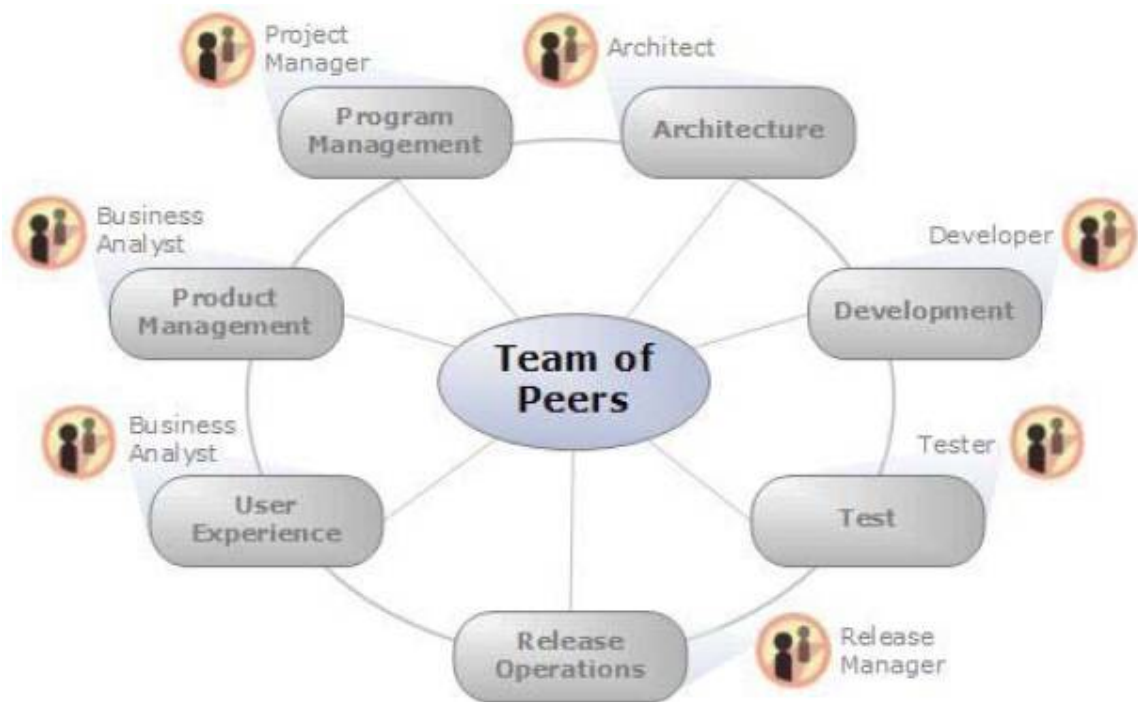 Project
Manager
Architect
Program
Management
Architecture
Business
Analyst
Developer
Product
Management
Development
Team of
Peers
Business
Analyst
Tester
User
Experience
Test
Release
Operations
Release
Manager